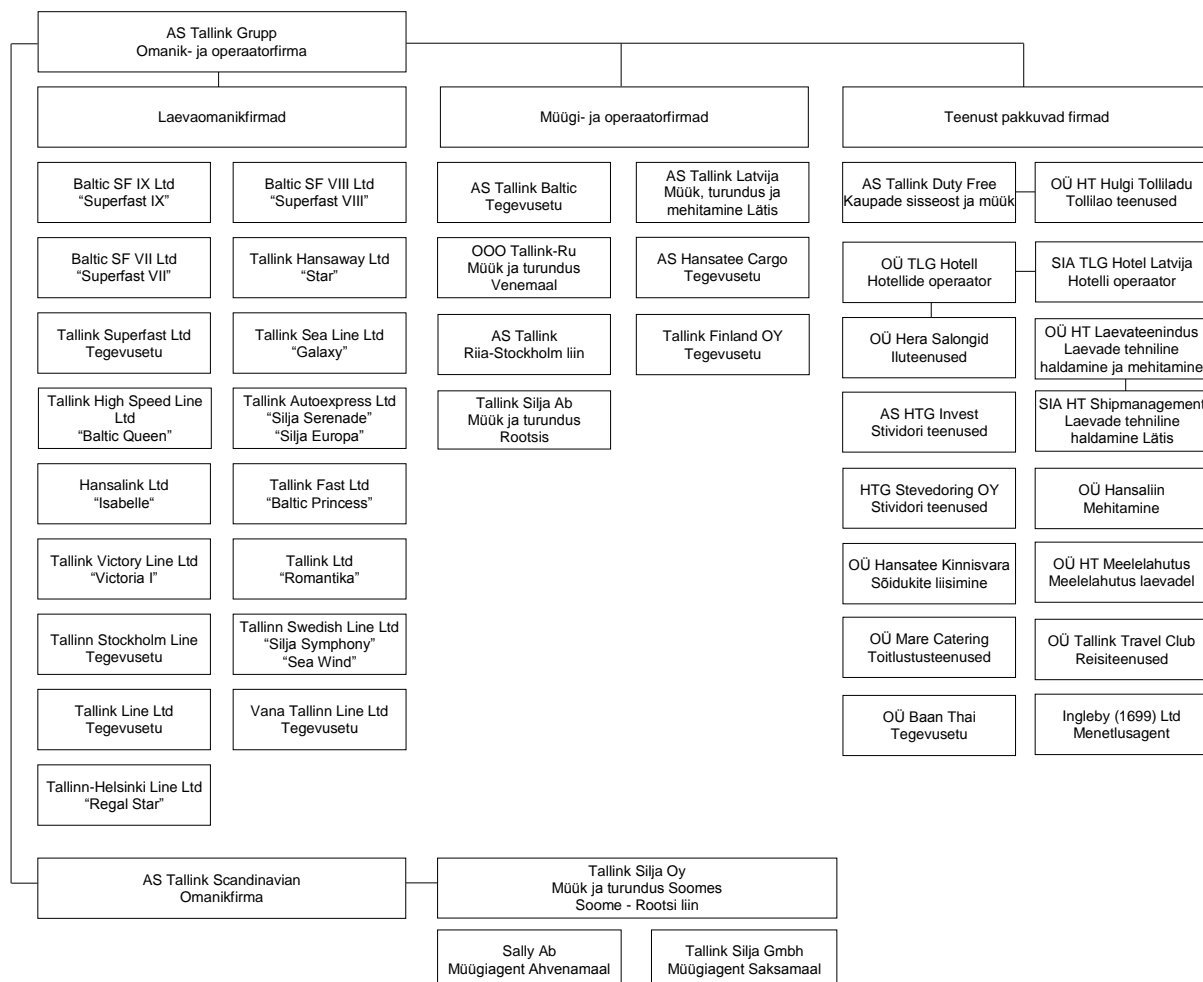 AS Tallink Grupp
Omanik- ja operaatorfirma
Laevaomanikfirmad
Müügi- ja operaatorfirmad
Teenust pakkuvad firmad
Baltic SF IX Ltd
“Superfast IX”
Baltic SF VIII Ltd
“Superfast VIII”
AS Tallink Baltic
Tegevusetu
AS Tallink Latvija
Müük, turundus ja
mehitamine Lätis
AS Tallink Duty Free
Kaupade sisseost ja müük
OÜ HT Hulgi Tolliladu
Tollilao teenused
Baltic SF VII Ltd
“Superfast VII”
Tallink Hansaway Ltd
“Star”
OOO Tallink-Ru
Müük ja turundus
Venemaal
AS Hansatee Cargo
Tegevusetu
OÜ TLG Hotell
Hotellide operaator
SIA TLG Hotel Latvija
Hotelli operaator
Tallink Superfast Ltd
Tegevusetu
Tallink Sea Line Ltd
“Galaxy”
AS Tallink
Riia-Stockholm liin
Tallink Finland OY
Tegevusetu
OÜ Hera Salongid
Iluteenused
OÜ HT Laevateenindus
Laevade tehniline
haldamine ja mehitamine
Tallink High Speed Line
Ltd
“Baltic Queen”
Tallink Autoexpress Ltd
“Silja Serenade”
“Silja Europa”
Tallink Silja Ab
Müük ja turundus
Rootsis
AS HTG Invest
Stividori teenused
SIA HT Shipmanagement
Laevade tehniline
haldamine Lätis
Hansalink Ltd
“Isabelle“
Tallink Fast Ltd
“Baltic Princess”
HTG Stevedoring OY
Stividori teenused
OÜ Hansaliin
Mehitamine
Tallink Victory Line Ltd
“Victoria I”
Tallink Ltd
“Romantika”
OÜ Hansatee Kinnisvara
Sõidukite liisimine
OÜ HT Meelelahutus
Meelelahutus laevadel
Tallinn Stockholm Line
Tegevusetu
Tallinn Swedish Line Ltd
“Silja Symphony”
“Sea Wind”
OÜ Mare Catering
Toitlustusteenused
OÜ Tallink Travel Club
Reisiteenused
Tallink Line Ltd
Tegevusetu
Vana Tallinn Line Ltd
Tegevusetu
OÜ Baan Thai
Tegevusetu
Ingleby (1699) Ltd
Menetlusagent
Tallinn-Helsinki Line Ltd
“Regal Star”
AS Tallink Scandinavian
Omanikfirma
Tallink Silja Oy
Müük ja turundus Soomes
Soome - Rootsi liin
Sally Ab
Müügiagent Ahvenamaal
Tallink Silja Gmbh
Müügiagent Saksamaal